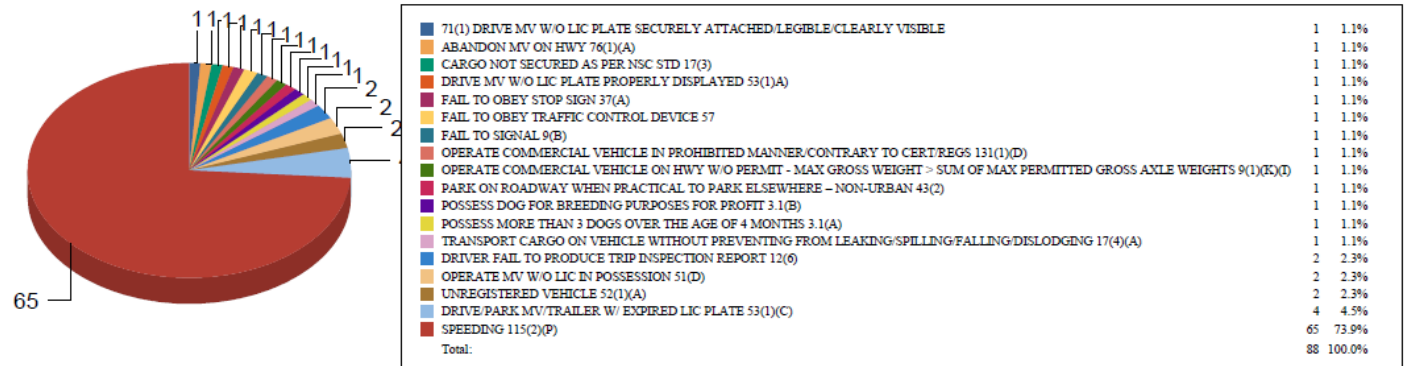 1 1 1 1 1 1 1 1 1 1 1 1 1
2
2
2
65
71(1) DRIVE MV W/O LIC PLATE SECURELY ATTACHED/LEGIBLE/CLEARLY VISIBLE 1 1.1%
ABANDON MV ON HWY 76(1)(A) 1 1.1%
CARGO NOT SECURED AS PER NSC STD 17(3) 1 1.1%
DRIVE MV W/O LIC PLATE PROPERLY DISPLAYED 53(1)A) 1 1.1%
FAIL TO OBEY STOP SIGN 37(A) 1 1.1%
FAIL TO OBEY TRAFFIC CONTROL DEVICE 57 1 1.1%
FAIL TO SIGNAL 9(B) 1 1.1%
OPERATE COMMERCIAL VEHICLE IN PROHIBITED MANNER/CONTRARY TO CERT/REGS 131(1)(D) 1 1.1%
OPERATE COMMERCIAL VEHICLE ON HWY W/O PERMIT - MAX GROSS WEIGHT > SUM OF MAX PERMITTED GROSS AXLE WEIGHTS 9(1)(K)(I) 1 1.1%
PARK ON ROADWAY WHEN PRACTICAL TO PARK ELSEWHERE – NON-URBAN 43(2) 1 1.1%
POSSESS DOG FOR BREEDING PURPOSES FOR PROFIT 3.1(B) 1 1.1%
POSSESS MORE THAN 3 DOGS OVER THE AGE OF 4 MONTHS 3.1(A) 1 1.1%
TRANSPORT CARGO ON VEHICLE WITHOUT PREVENTING FROM LEAKING/SPILLING/FALLING/DISLODGING 17(4)(A) 1 1.1%
DRIVER FAIL TO PRODUCE TRIP INSPECTION REPORT 12(6) 2 2.3%
OPERATE MV W/O LIC IN POSSESSION 51(D) 2 2.3%
UNREGISTERED VEHICLE 52(1)(A) 2 2.3%
DRIVE/PARK MV/TRAILER W/ EXPIRED LIC PLATE 53(1)(C) 4 4.5%
SPEEDING 115(2)(P) 65 73.9%
Total: 88 100.0%